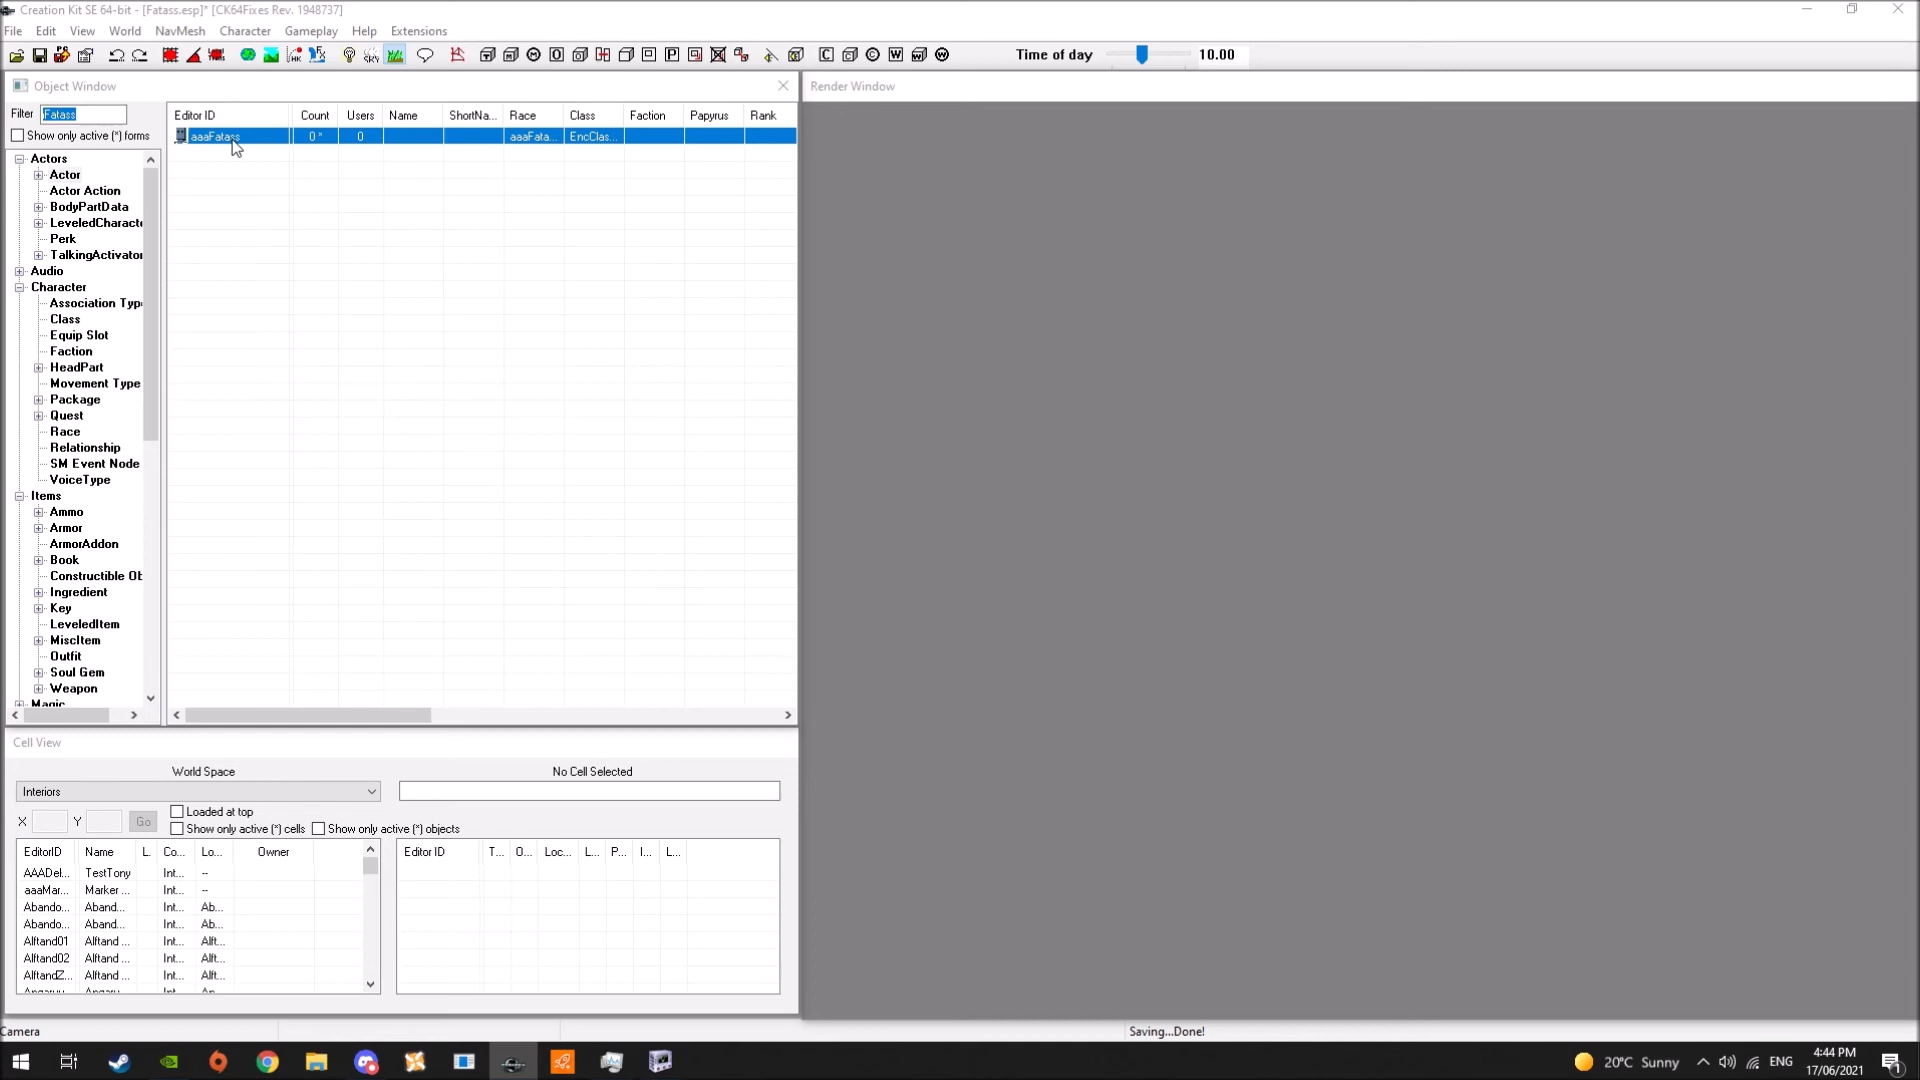 Creation Kit SE 64-bit - [Fatass.esp]* [CK64Fixes Rev. 1948737]
File Edit View World NavMesh Character Gameplay Help Extensions
Time of day 10.00
Object Window
Render Window
Filter Fatass
Show only active (*) forms
Editor ID Count Users Name ShortNa... Race Class Faction Papyrus Rank
aaaFatass 0 * 0 aaaFata... EncClas...
Actors
Actor
Actor Action
BodyPartData
LeveledCharacte
Perk
TalkingActivator
Audio
Character
Association Type
Class
Equip Slot
Faction
HeadPart
Movement Type
Package
Quest
Race
Relationship
SM Event Node
VoiceType
Items
Ammo
Armor
ArmorAddon
Book
Constructible Ob
Ingredient
Key
LeveledItem
MiscItem
Outfit
Soul Gem
Weapon
Magic
Cell View
World Space
No Cell Selected
Interiors
X Y Go
Loaded at top
Show only active (*) cells Show only active (*) objects
EditorID Name L. Co... Lo... Owner
AAADel... TestTony Int... --
aaaMar... Marker ... Int... --
Abando... Aband... Int... Ab...
Abando... Aband... Int... Ab...
Alftand01 Alftand ... Int... Alft...
Alftand02 Alftand ... Int... Alft...
AlftandZ... Alftand ... Int... Alft...
Editor ID T... O... Loc... L... P... I... L...
Camera
Saving...Done!
20°C Sunny
ENG
4:44 PM
17/06/2021
1